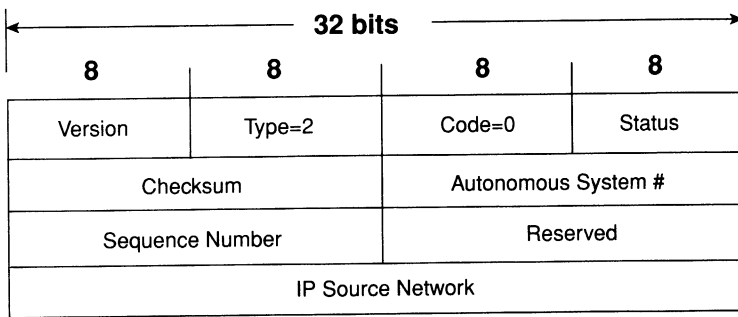 32 bits
8 8 8 8
Version Type=2 Code=0 Status
Checksum Autonomous System #
Sequence Number Reserved
IP Source Network